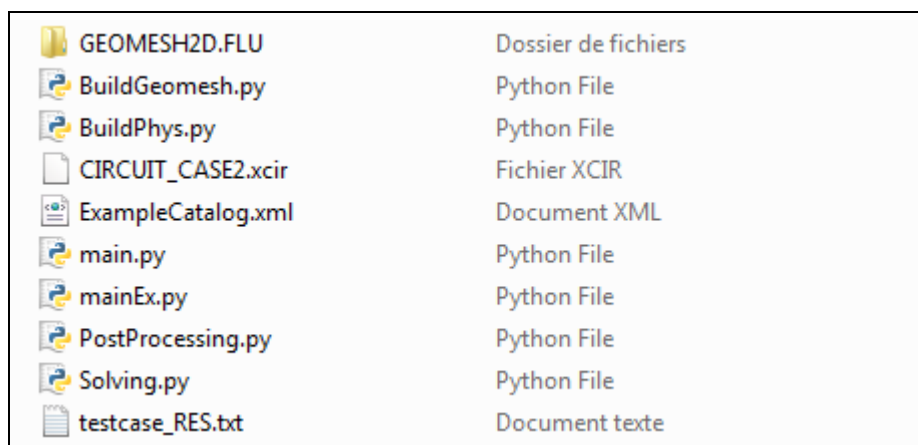 GEOMESH2D.FLU Dossier de fichiers
BuildGeomesh.py Python File
BuildPhys.py Python File
CIRCUIT_CASE2.xcir Fichier XCIR
ExampleCatalog.xml Document XML
main.py Python File
mainEx.py Python File
PostProcessing.py Python File
Solving.py Python File
testcase_RES.txt Document texte